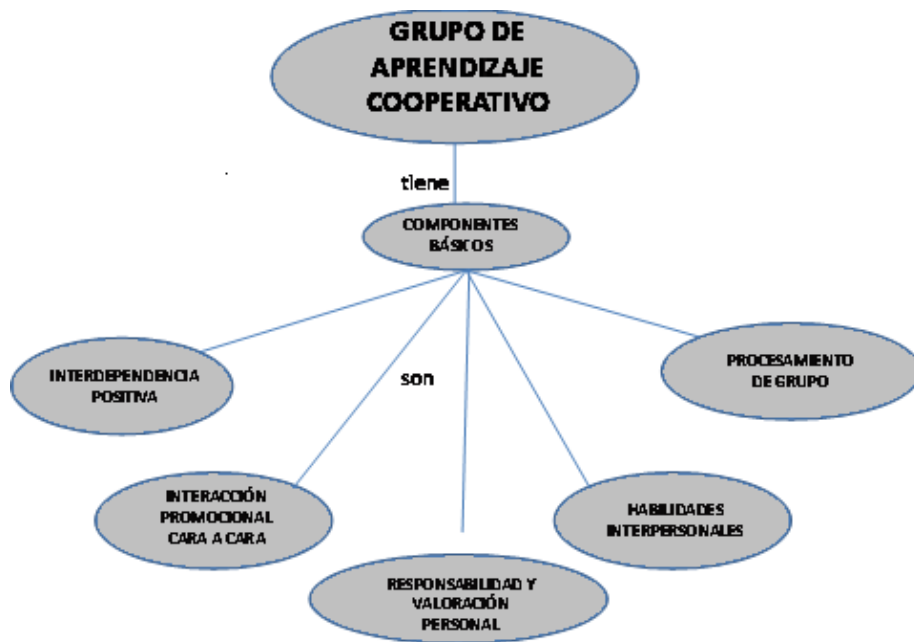 GRUPO DE
APRENDIZAJE
COOPERATIVO
tiene
COMPONENTES
BÁSICOS
INTERDEPENDENCIA
POSITIVA
son
PROCESAMIENTO
DE GRUPO
INTERACCIÓN
PROMOCIONAL
CARA A CARA
HABILIDADES
INTERPERSONALES
RESPONSABILIDAD Y
VALORACIÓN
PERSONAL